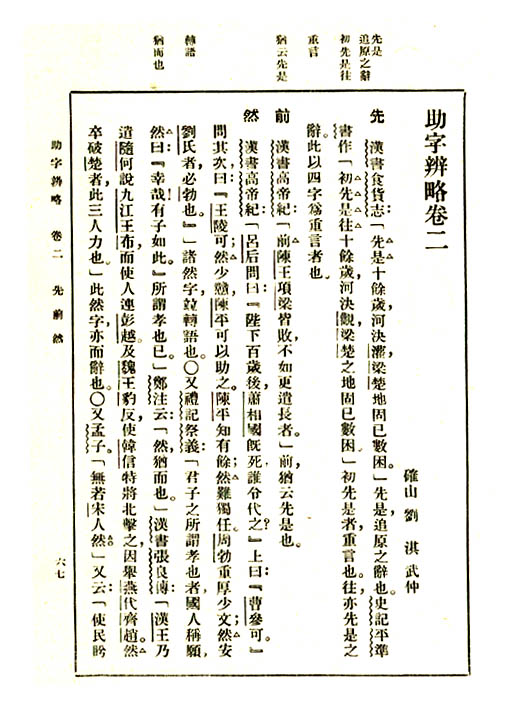 先是
追原之辭
初先是往
重言
猶云先是
轉語
猶而也
助字辨略卷二
確山　劉　淇武仲
先　漢書食貨志：「先是十餘歲，河決灌梁楚地固已數困。」先是，追原之辭也。史記平準
書作「初先是往十餘歲，河決觀，梁楚之地固已數困。」初先是者，重言也。往，亦先是之
辭。此以四字爲重言者也。
前　漢書高帝紀：「前陳王項梁皆敗，不如更遣長者。」前，猶云先是也。
然　漢書高帝紀：「呂后問曰：『陛下百歲後，蕭相國既死，誰令代之？』上曰：『曹參可。』
問其次，曰：『王陵可；然少戇，陳平可以助之。陳平知有餘；然難獨任。周勃重厚少文；然安
劉氏者，必勃也。』」諸然字竝轉語也。〇又禮記祭義：「君子之所謂孝也者，國人稱願
然曰：『幸哉有子如此。』所謂孝也已。」鄭注云：「然猶而也。」漢書張良傳：「漢王乃
遣隨何說九江王布，而使人連彭越。及魏王豹反，使韓信特將北擊之，因舉燕代齊趙。然
卒破楚者，此三人力也。」此然字，亦而辭也。〇又孟子：「無若宋人然。」又云：「使民盻
助字辨略　卷二　先前然
六七